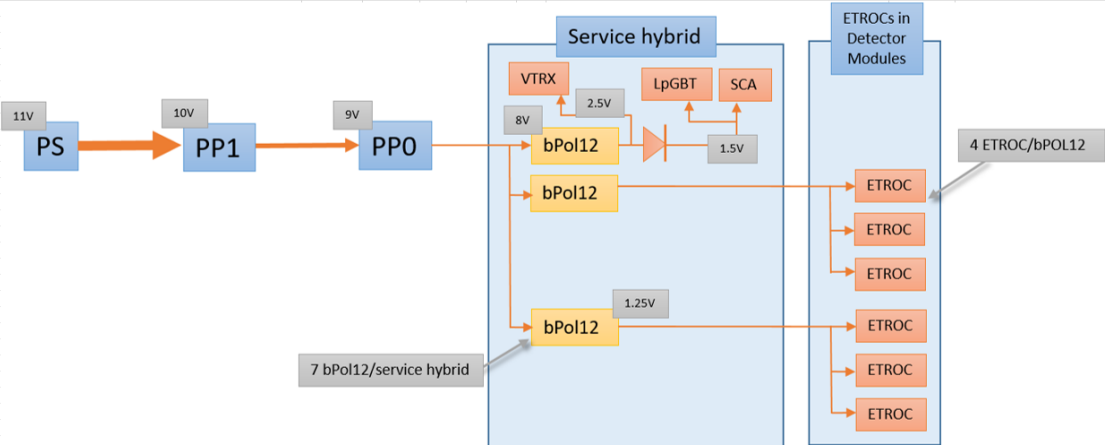 ETROCs in
Detector
Modules
Service hybrid
VTRX
LpGBT
SCA
2.5V
11V
10V
9V
8V
PS
PP1
PP0
bPol12
1.5V
4 ETROC/bPOL12
bPol12
ETROC
ETROC
ETROC
1.25V
bPol12
ETROC
7 bPol12/service hybrid
ETROC
ETROC